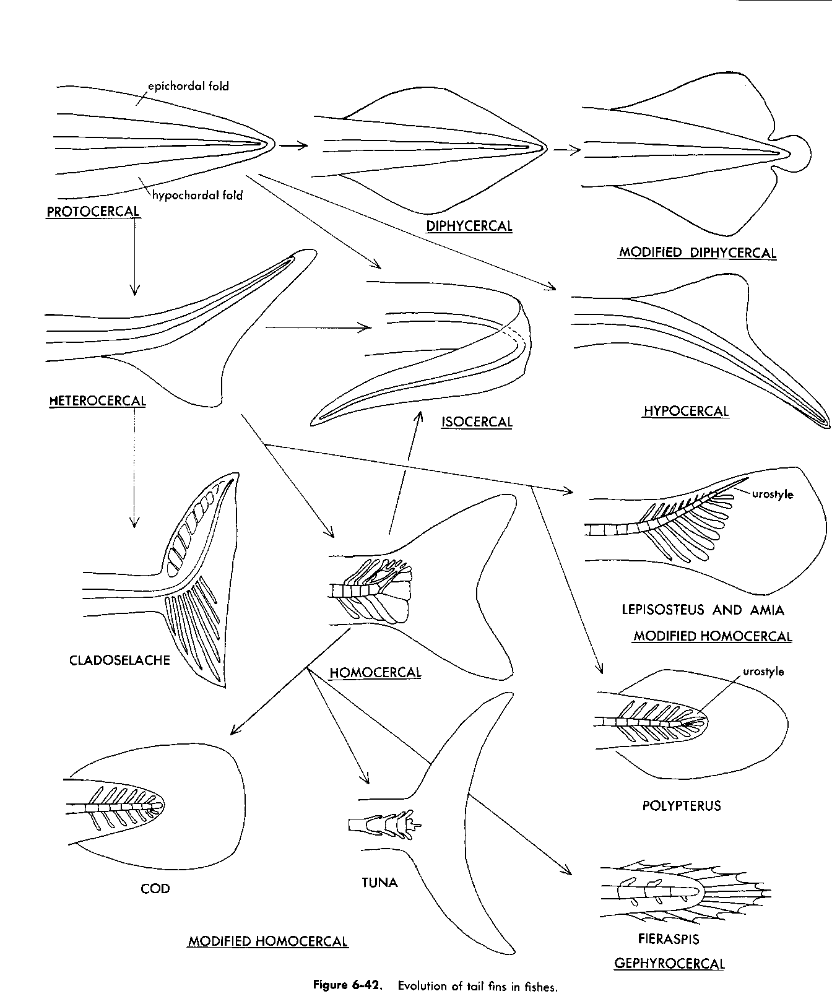 epichordal fold
hypochordal fold
PROTOCERCAL
DIPHYCERCAL
MODIFIED DIPHYCERCAL
HETEROCERCAL
ISOCERCAL
HYPOCERCAL
urostyle
LEPISOSTEUS AND AMIA
MODIFIED HOMOCERCAL
CLADOSELACHE
HOMOCERCAL
urostyle
POLYPTERUS
COD
TUNA
MODIFIED HOMOCERCAL
FIERASPIS
GEPHYROCERCAL
Figure 6-42. Evolution of tail fins in fishes.